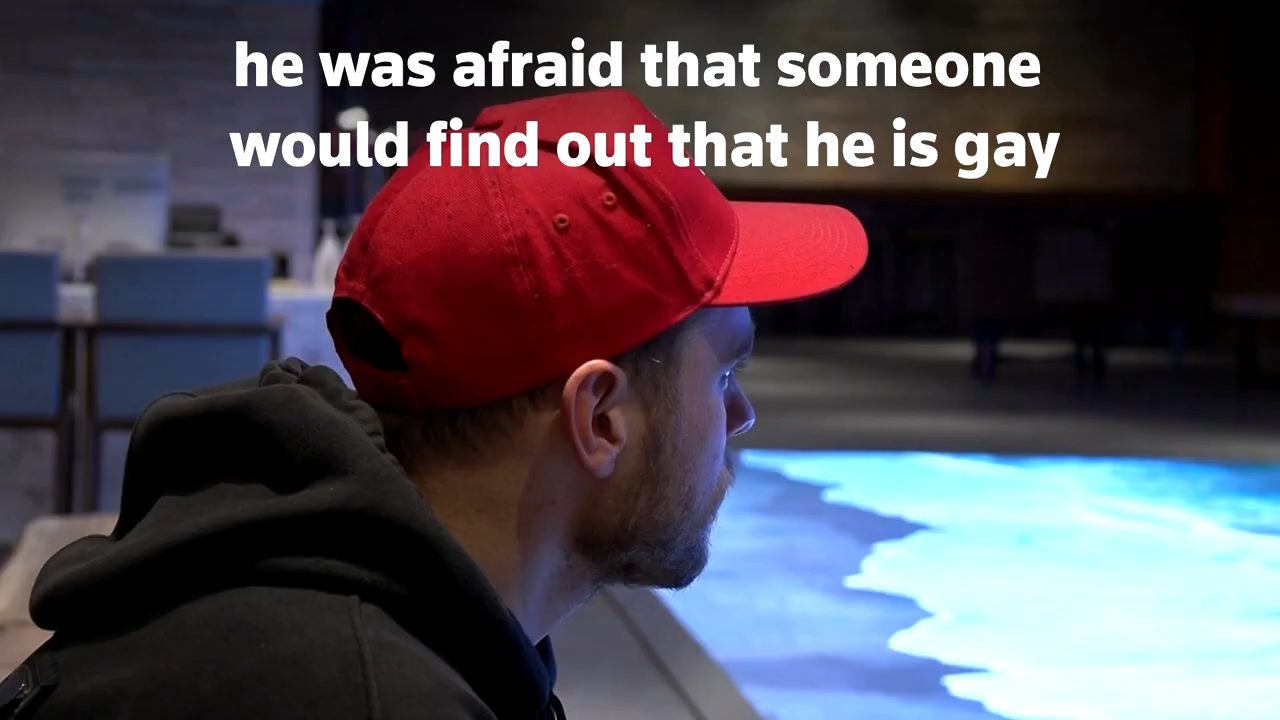 he was afraid that someone
would find out that he is gay